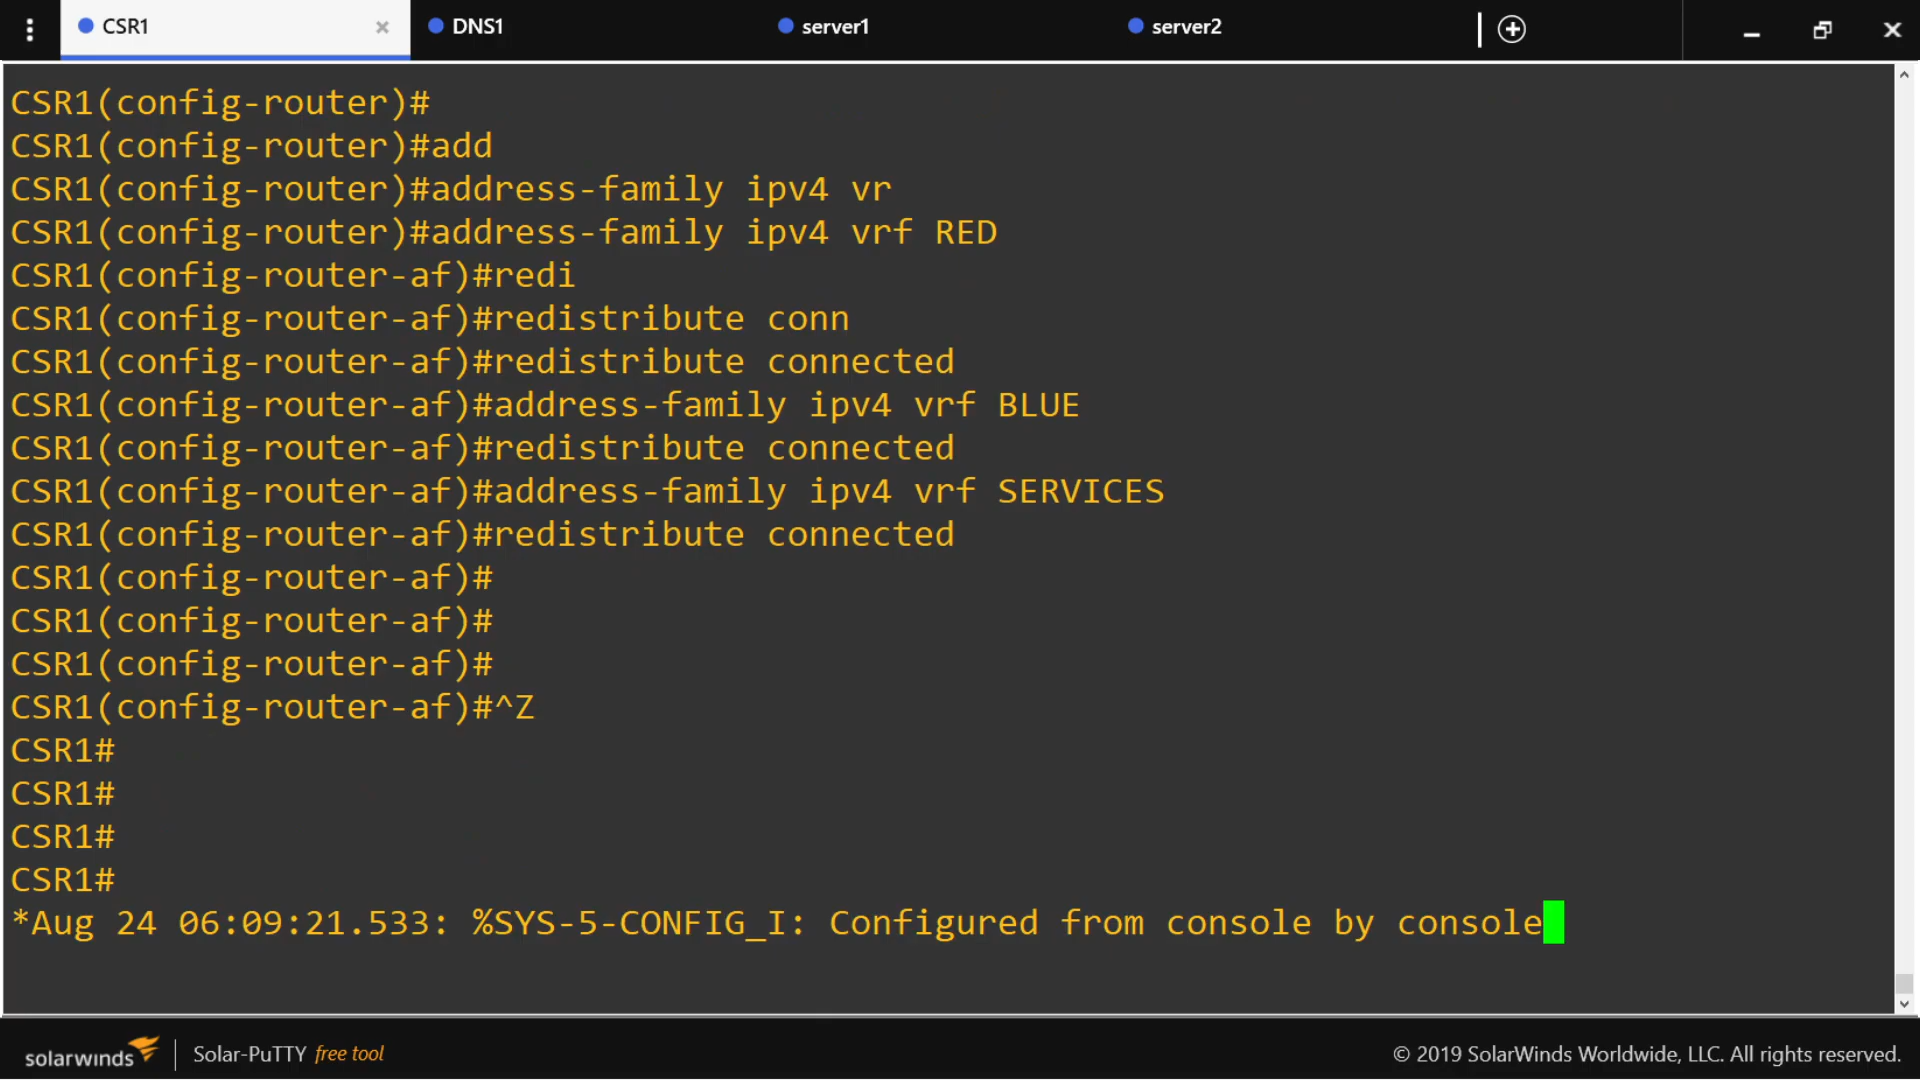 CSR1
DNS1
server1
server2
CSR1(config-router)#
CSR1(config-router)#add
CSR1(config-router)#address-family ipv4 vr
CSR1(config-router)#address-family ipv4 vrf RED
CSR1(config-router-af)#redi
CSR1(config-router-af)#redistribute conn
CSR1(config-router-af)#redistribute connected
CSR1(config-router-af)#address-family ipv4 vrf BLUE
CSR1(config-router-af)#redistribute connected
CSR1(config-router-af)#address-family ipv4 vrf SERVICES
CSR1(config-router-af)#redistribute connected
CSR1(config-router-af)#
CSR1(config-router-af)#
CSR1(config-router-af)#
CSR1(config-router-af)#^Z
CSR1#
CSR1#
CSR1#
CSR1#
*Aug 24 06:09:21.533: %SYS-5-CONFIG_I: Configured from console by console
solarwinds
Solar-PuTTY free tool
© 2019 SolarWinds Worldwide, LLC. All rights reserved.